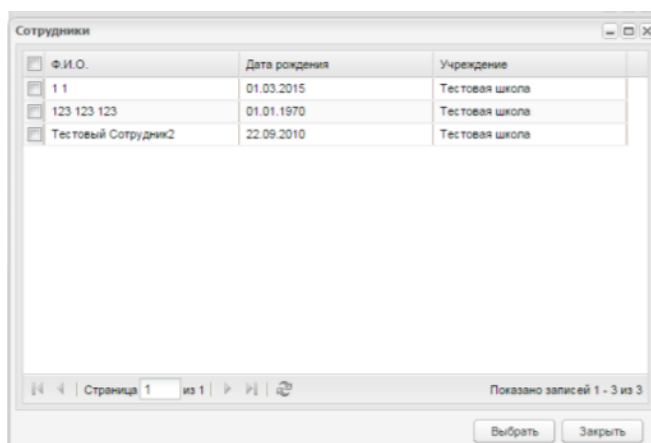 Сотрудники
Ф.И.О. Дата рождения Учреждение
1 1 01.03.2015 Тестовая школа
123 123 123 01.01.1970 Тестовая школа
Тестовый Сотрудник2 22.09.2010 Тестовая школа
Страница 1 из 1 Показано записей 1 - 3 из 3
Выбрать Закрыть